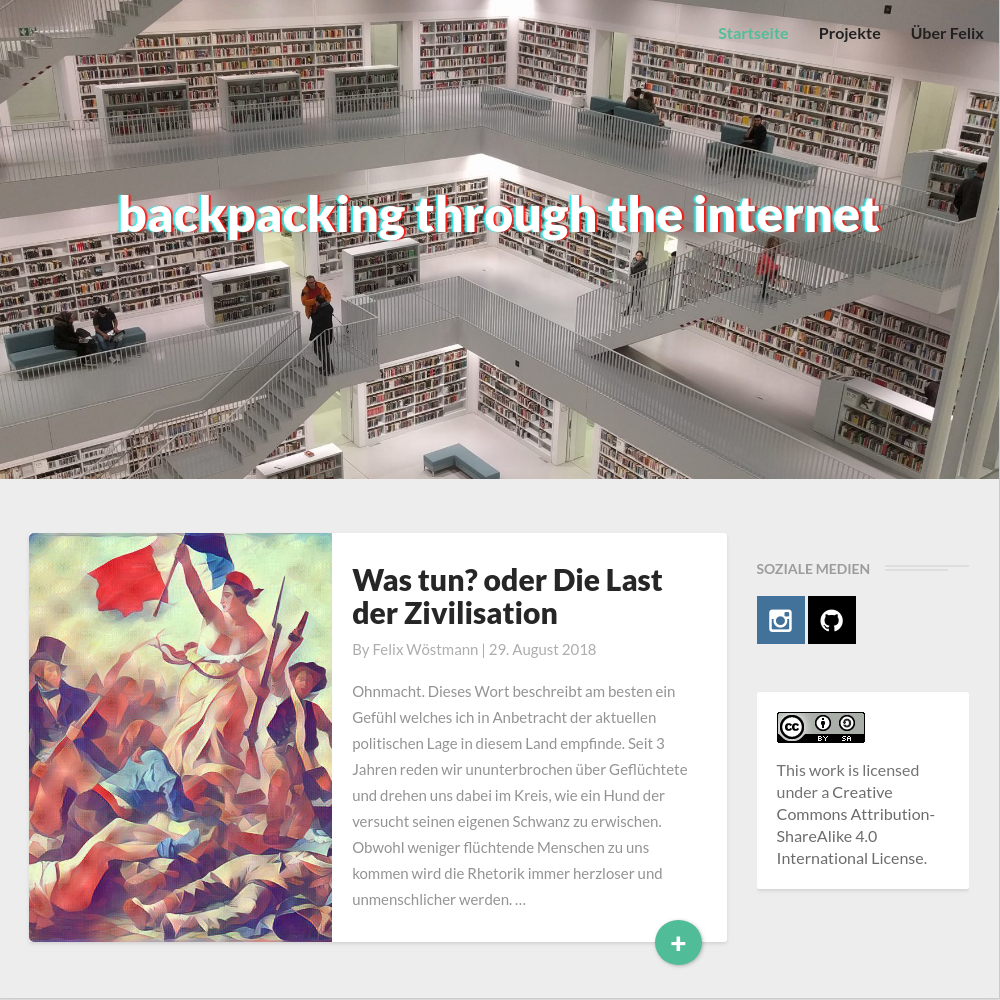 Startseite Projekte Über Felix
backpacking through the internet
Was tun? oder Die Last
der Zivilisation
By Felix Wöstmann | 29. August 2018
Ohnmacht. Dieses Wort beschreibt am besten ein
Gefühl welches ich in Anbetracht der aktuellen
politischen Lage in diesem Land empfinde. Seit 3
Jahren reden wir ununterbrochen über Geflüchtete
und drehen uns dabei im Kreis, wie ein Hund der
versucht seinen eigenen Schwanz zu erwischen.
Obwohl weniger flüchtende Menschen zu uns
kommen wird die Rhetorik immer herzloser und
unmenschlicher werden. …
+
SOZIALE MEDIEN
cc
BY SA
This work is licensed
under a Creative
Commons Attribution-
ShareAlike 4.0
International License.